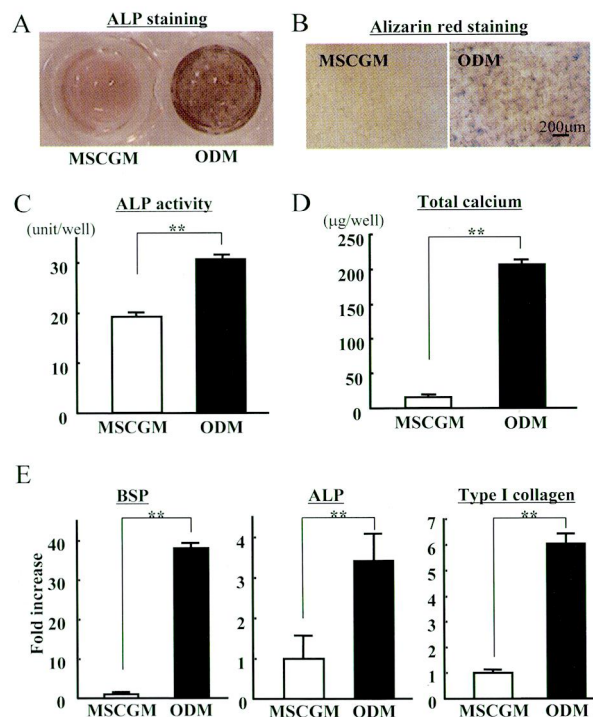 A
ALP staining
MSCGM
ODM
B
Alizarin red staining
MSCGM
ODM
200μm
C
ALP activity
(unit/well)
**
30
20
10
0
MSCGM
ODM
D
Total calcium
(μg/well)
**
250
200
150
100
50
0
MSCGM
ODM
E
BSP
**
Fold increase
40
30
20
10
0
MSCGM
ODM
ALP
**
4
3
2
1
0
MSCGM
ODM
Type I collagen
**
7
6
5
4
3
2
1
0
MSCGM
ODM